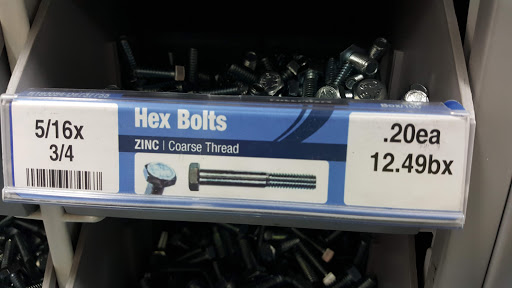 5/16x
3/4
Hex Bolts
ZINC | Coarse Thread
.20ea
12.49bx